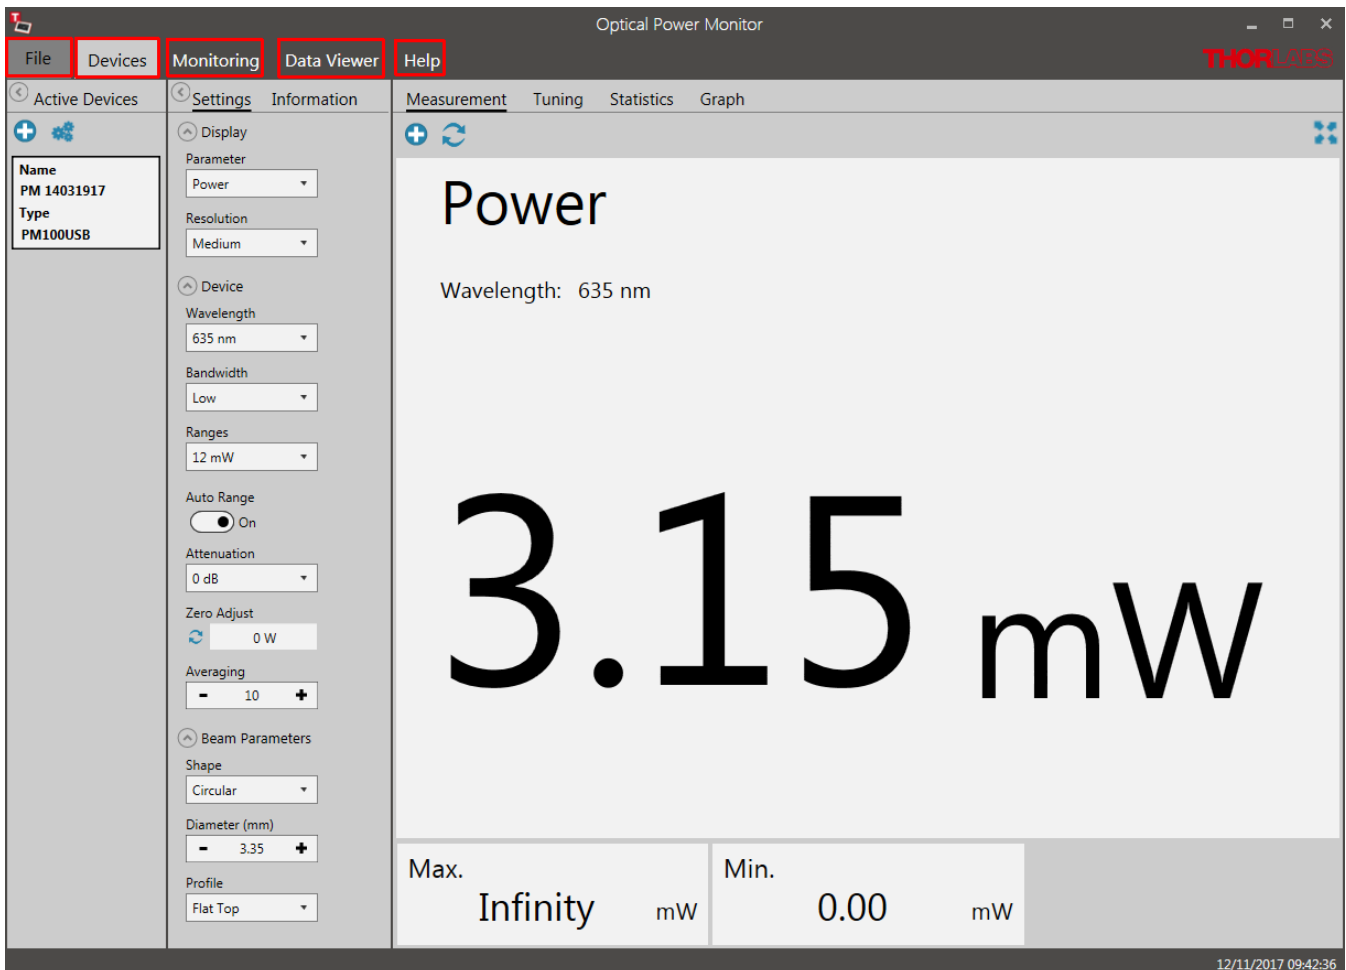 Optical Power Monitor
File Devices Monitoring Data Viewer Help
THORLABS
Active Devices
Name
PM 14031917
Type
PM100USB
Settings Information
Display
Parameter
Power
Resolution
Medium
Device
Wavelength
635 nm
Bandwidth
Low
Ranges
12 mW
Auto Range
On
Attenuation
0 dB
Zero Adjust
0 W
Averaging
- 10 +
Beam Parameters
Shape
Circular
Diameter (mm)
- 3.35 +
Profile
Flat Top
Measurement Tuning Statistics Graph
Power
Wavelength: 635 nm
3.15 mW
Max.
Infinity mW
Min.
0.00 mW
12/11/2017 09:42:36